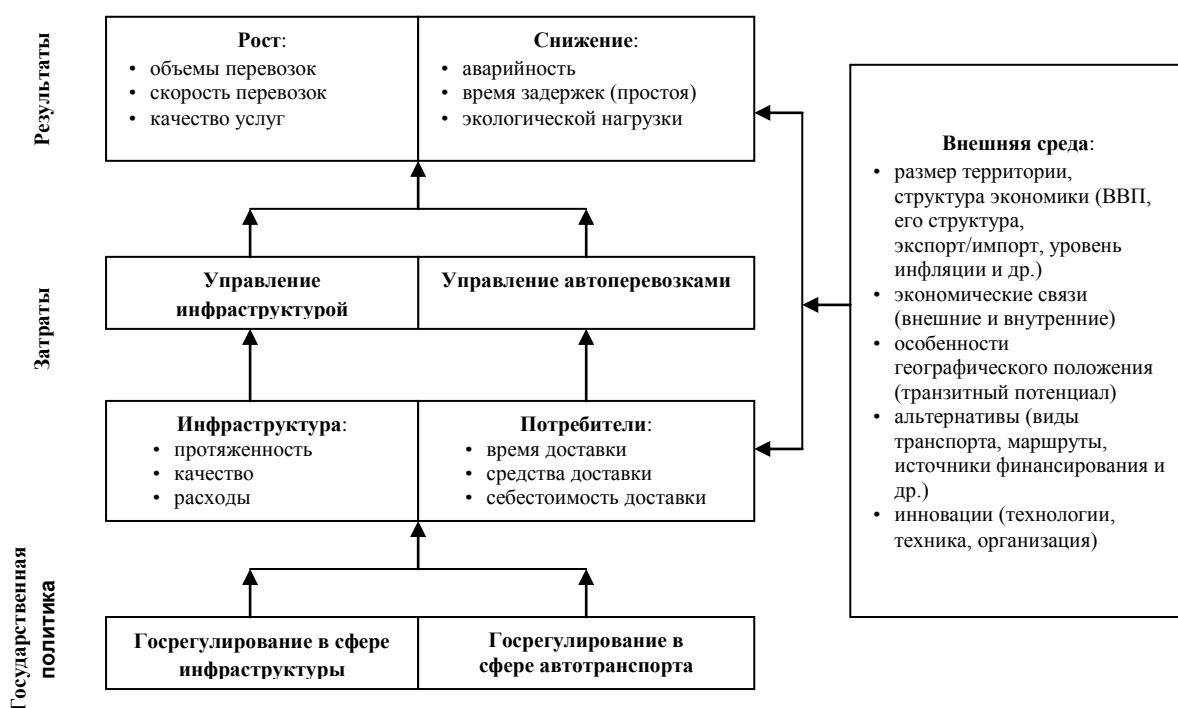 Результаты
Рост:
• объемы перевозок
• скорость перевозок
• качество услуг
Снижение:
• аварийность
• время задержек (простоя)
• экологической нагрузки
Затраты
Управление
инфраструктурой
Управление автоперевозками
Инфраструктура:
• протяженность
• качество
• расходы
Потребители:
• время доставки
• средства доставки
• себестоимость доставки
Государственная
политика
Госрегулирование в сфере
инфраструктуры
Госрегулирование в
сфере автотранспорта
Внешняя среда:
• размер территории,
структура экономики (ВВП,
его структура,
экспорт/импорт, уровень
инфляции и др.)
• экономические связи
(внешние и внутренние)
• особенности
географического положения
(транзитный потенциал)
• альтернативы (виды
транспорта, маршруты,
источники финансирования и
др.)
• инновации (технологии,
техника, организация)